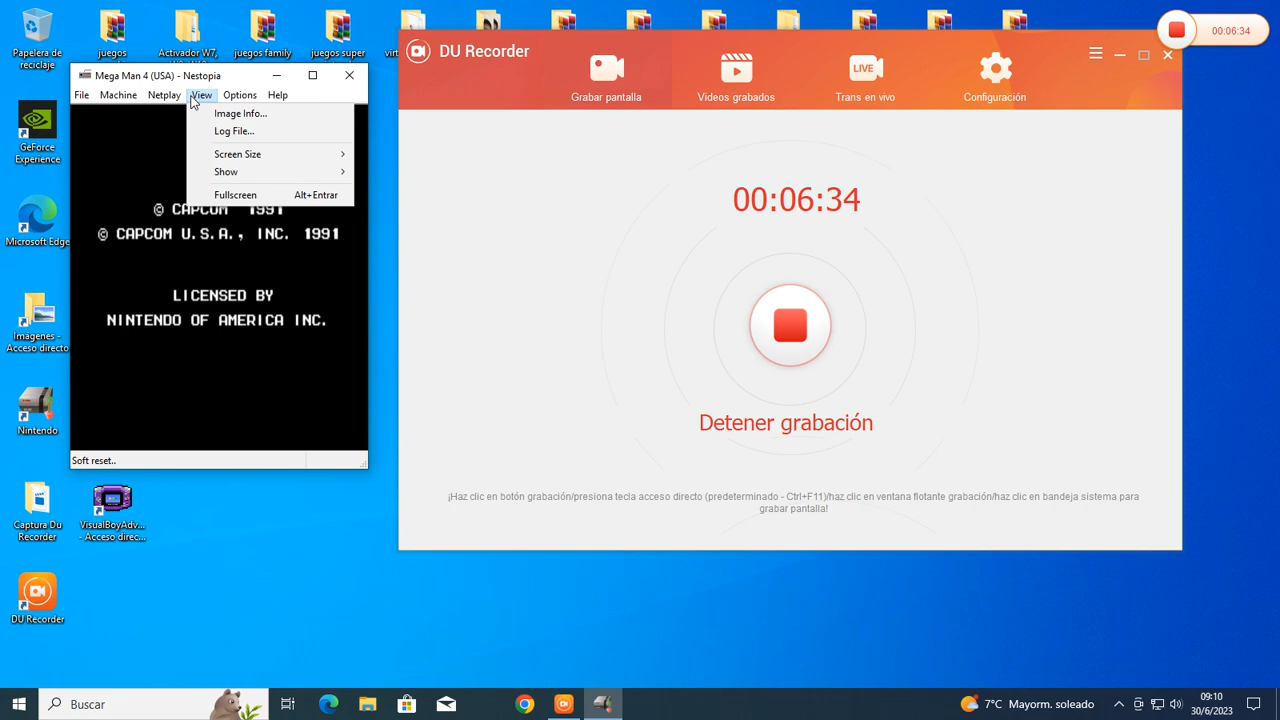 Papelera de
reciclaje
juegos
Activador W7,
juegos family
juegos super
GeForce
Experience
Microsoft Edge
Imagenes -
Acceso directo
Nintendo
Captura Du
Recorder
VisualBoyAdv...
- Acceso direc...
DU Recorder
Mega Man 4 (USA) - Nestopia
File Machine Netplay View Options Help
Image Info...
Log File...
Screen Size
Show
Fullscreen Alt+Entrar
© CAPCOM 1991
© CAPCOM U.S.A., INC. 1991
LICENSED BY
NINTENDO OF AMERICA INC.
Soft reset..
DU Recorder
Grabar pantalla
Videos grabados
LIVE
Trans en vivo
Configuración
00:06:34
00:06:34
Detener grabación
¡Haz clic en botón grabación/presiona tecla acceso directo (predeterminado - Ctrl+F11)/haz clic en ventana flotante grabación/haz clic en bandeja sistema para
grabar pantalla!
Buscar
7°C Mayorm. soleado
09:10
30/6/2023